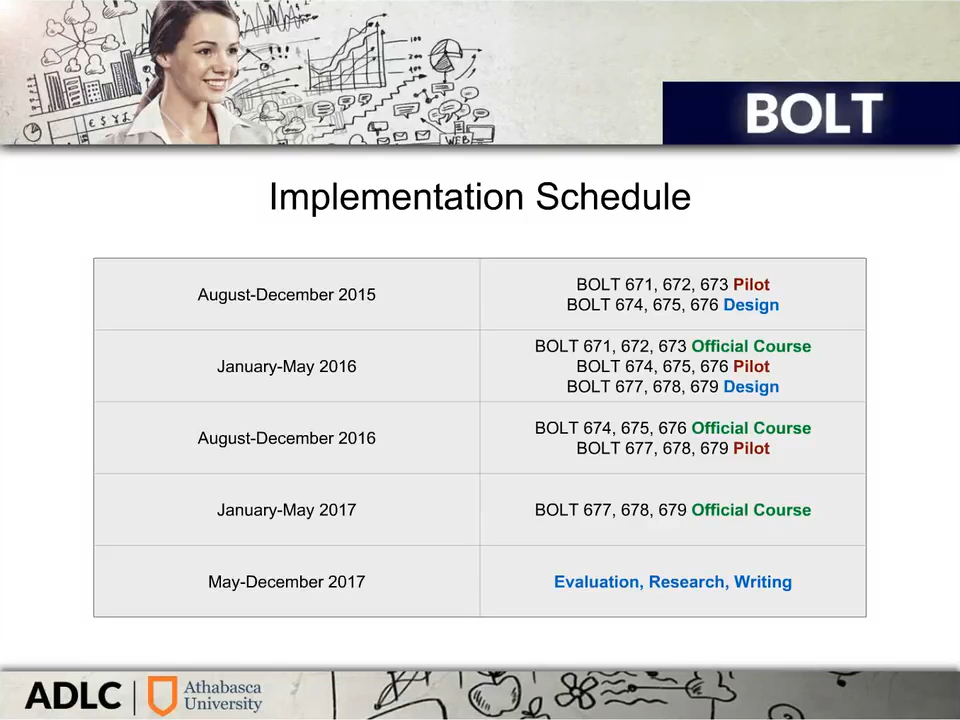 100
200
€ $ ¥ £
WEB
BOLT
Implementation Schedule
August-December 2015
BOLT 671, 672, 673 Pilot
BOLT 674, 675, 676 Design
January-May 2016
BOLT 671, 672, 673 Official Course
BOLT 674, 675, 676 Pilot
BOLT 677, 678, 679 Design
August-December 2016
BOLT 674, 675, 676 Official Course
BOLT 677, 678, 679 Pilot
January-May 2017
BOLT 677, 678, 679 Official Course
May-December 2017
Evaluation, Research, Writing
ADLC
Athabasca
University